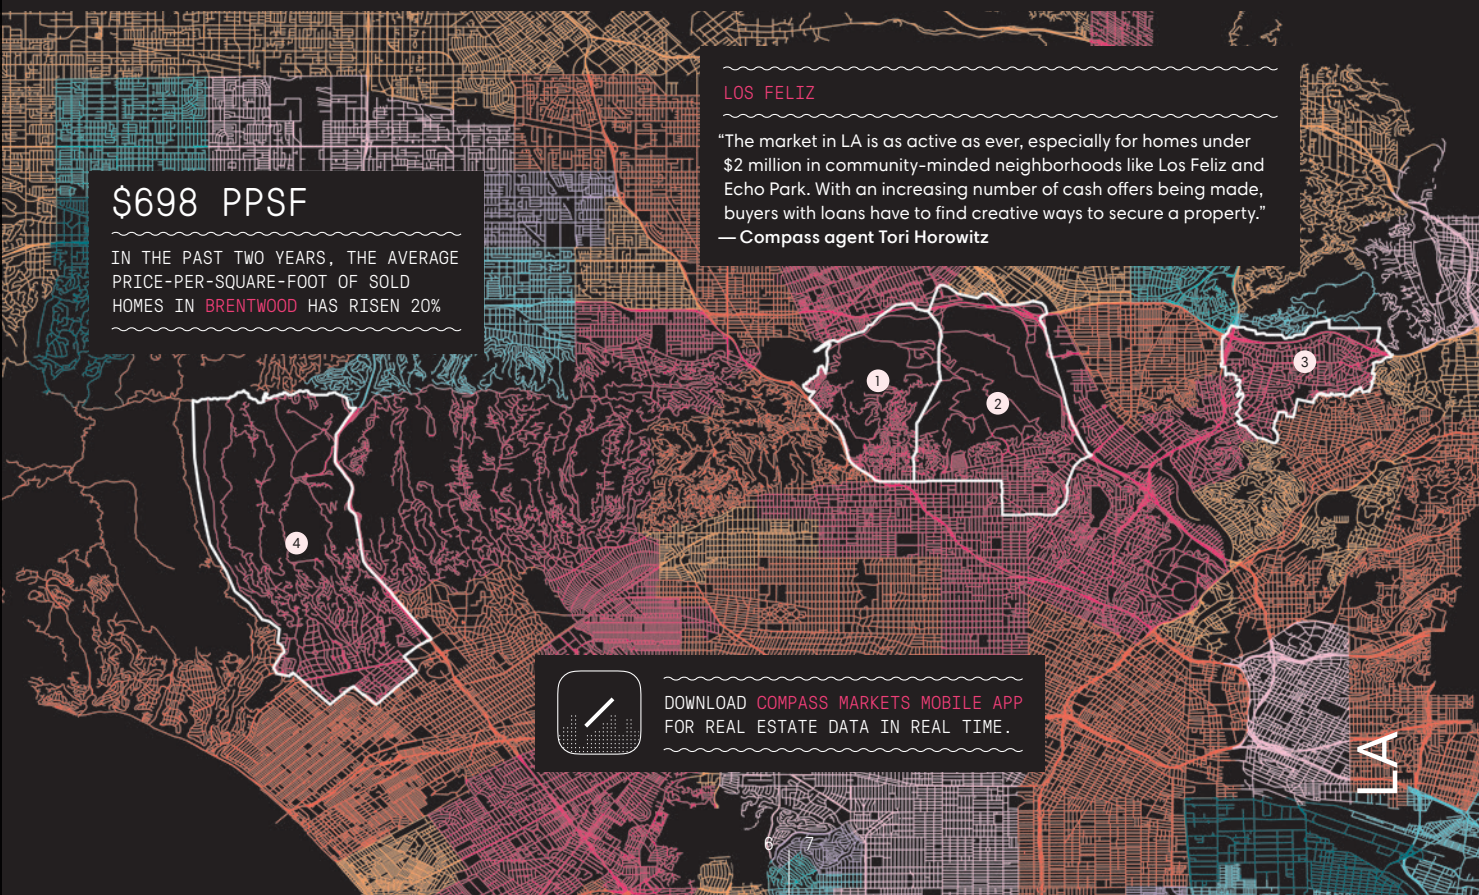 LOS FELIZ
“The market in LA is as active as ever, especially for homes under
$2 million in community-minded neighborhoods like Los Feliz and
Echo Park. With an increasing number of cash offers being made,
buyers with loans have to find creative ways to secure a property.”
— Compass agent Tori Horowitz
$698 PPSF
IN THE PAST TWO YEARS, THE AVERAGE
PRICE-PER-SQUARE-FOOT OF SOLD
HOMES IN BRENTWOOD HAS RISEN 20%
1
2
3
4
DOWNLOAD COMPASS MARKETS MOBILE APP
FOR REAL ESTATE DATA IN REAL TIME.
LA
6 7